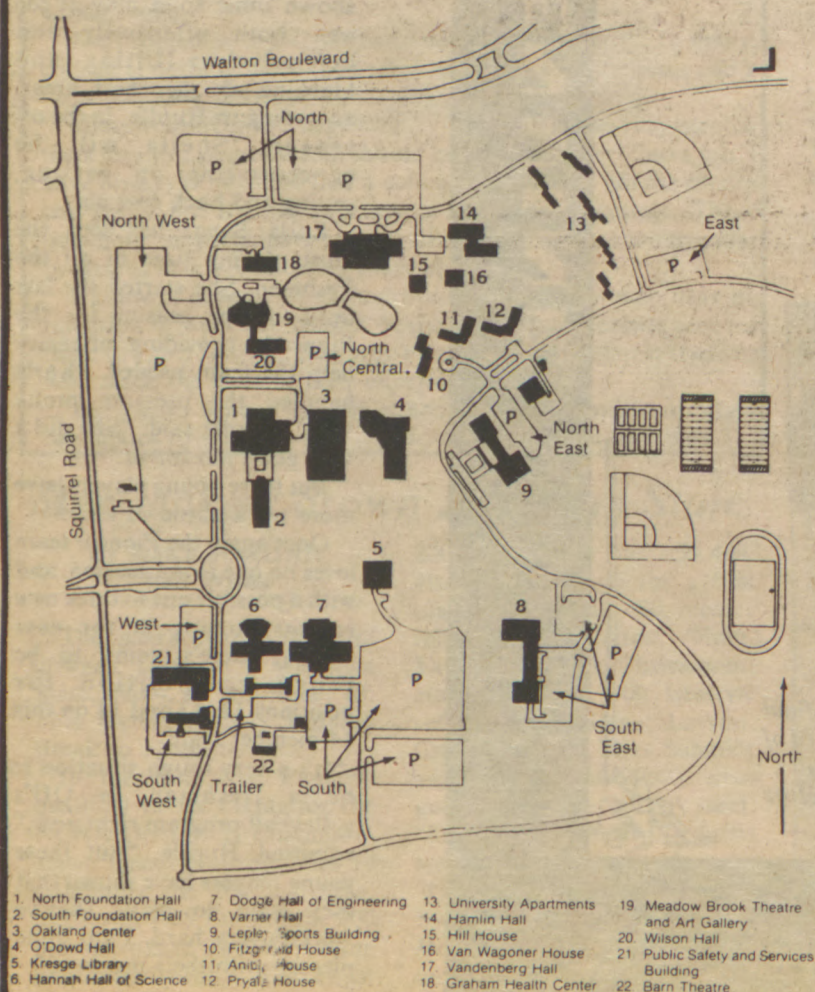 Walton Boulevard
North
P
P
North West
17
14
13
East
P
18
15
16
19
11
12
P
20
P
North
Central
10
1
3
4
P
North
East
Squirrel Road
9
2
5
West
P
6
7
8
P
21
P
P
South
East
North
22
P
South
West
Trailer
South
1. North Foundation Hall
2. South Foundation Hall
3. Oakland Center
4. O'Dowd Hall
5. Kresge Library
6. Hannah Hall of Science
7. Dodge Hall of Engineering
8. Varner Hall
9. Lepley Sports Building
10. Fitzgerald House
11. House
12. Pryale House
13. University Apartments
14. Hamlin Hall
15. Hill House
16. Van Wagoner House
17. Vandenberg Hall
18. Graham Health Center
19. Meadow Brook Theatre
and Art Gallery
20. Wilson Hall
21. Public Safety and Services
Building
22. Barn Theatre